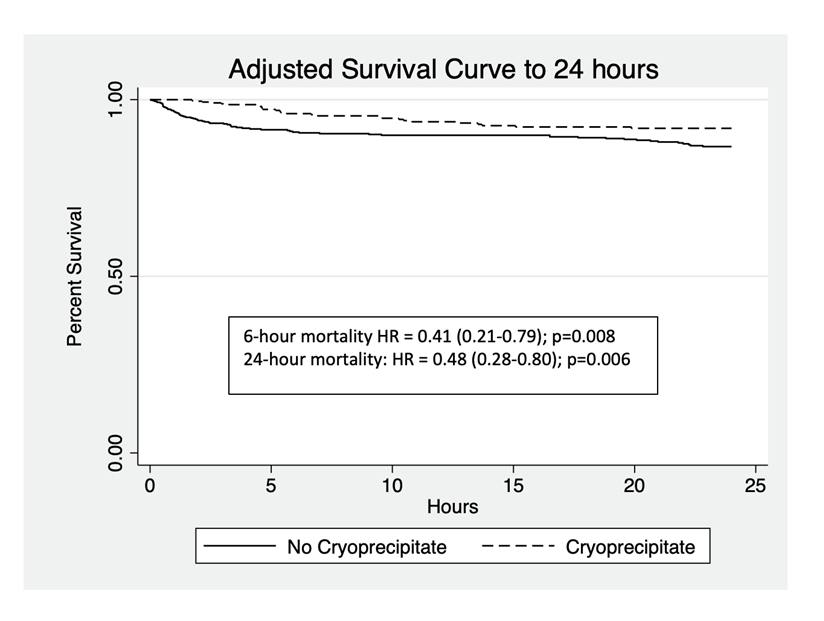 Adjusted Survival Curve to 24 hours
1.00
0.50
0.00
Percent Survival
6-hour mortality HR = 0.41 (0.21-0.79); p=0.008
24-hour mortality: HR = 0.48 (0.28-0.80); p=0.006
0 5 10 15 20 25
Hours
No Cryoprecipitate Cryoprecipitate